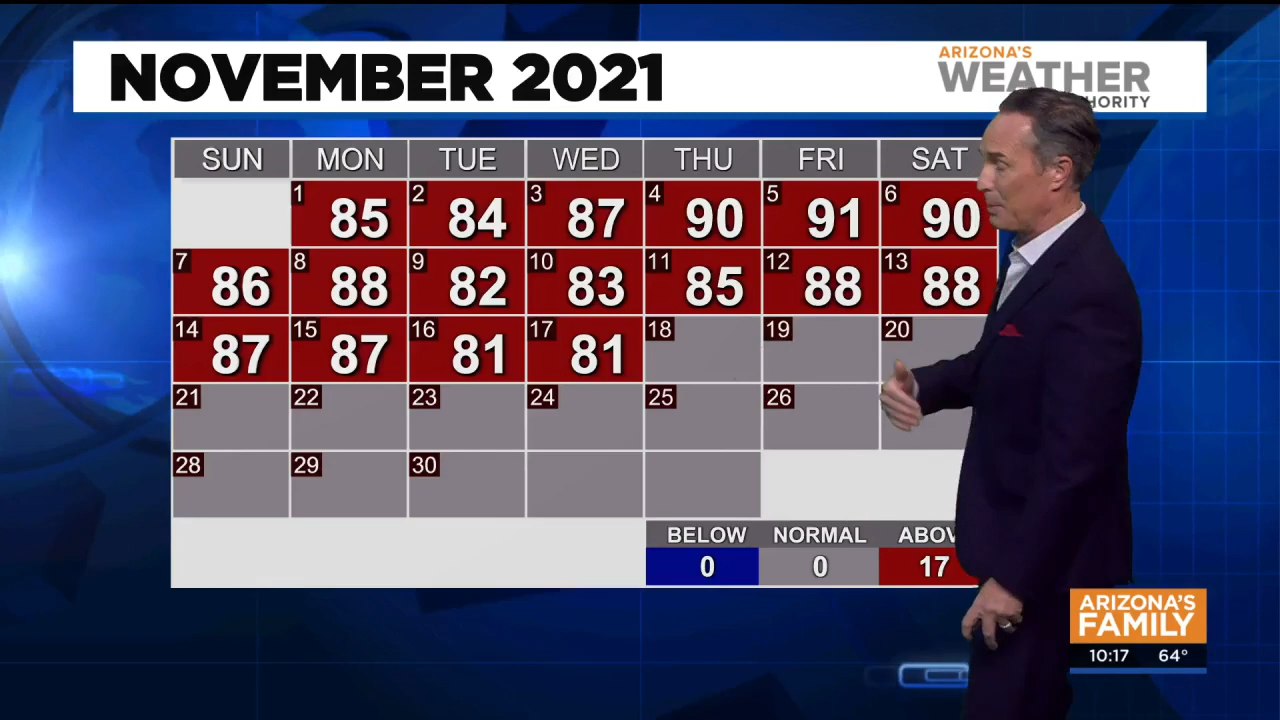 NOVEMBER 2021
ARIZONA'S
WEATHER
HORITY
SUN MON TUE WED THU FRI SAT
1 85 2 84 3 87 4 90 5 91 6 90
7 86 8 88 9 82 10 83 11 85 12 88 13 88
14 87 15 87 16 81 17 81 18 19 20
21 22 23 24 25 26
28 29 30
BELOW NORMAL ABOV
0 0 17
ARIZONA'S
FAMILY
10:17 64°